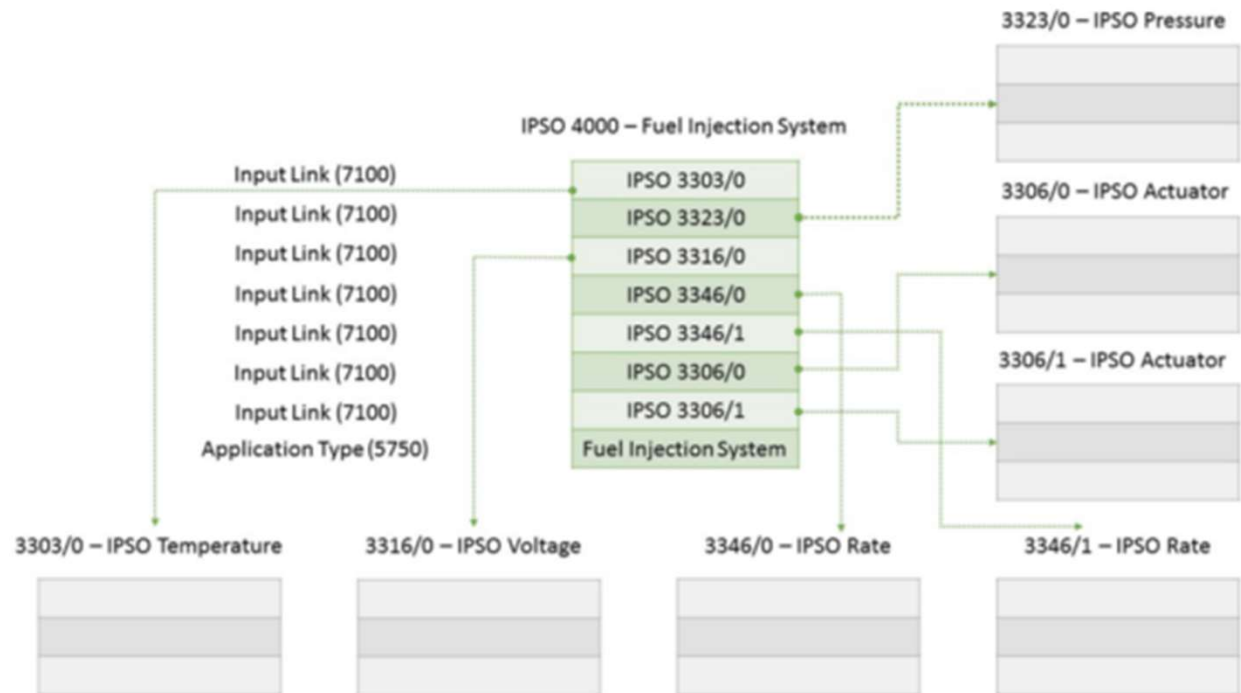 3323/0 – IPSO Pressure
IPSO 4000 – Fuel Injection System
Input Link (7100)
IPSO 3303/0
Input Link (7100)
IPSO 3323/0
3306/0 – IPSO Actuator
Input Link (7100)
IPSO 3316/0
Input Link (7100)
IPSO 3346/0
Input Link (7100)
IPSO 3346/1
3306/1 – IPSO Actuator
Input Link (7100)
IPSO 3306/0
Input Link (7100)
IPSO 3306/1
Application Type (5750)
Fuel Injection System
3303/0 – IPSO Temperature
3316/0 – IPSO Voltage
3346/0 – IPSO Rate
3346/1 – IPSO Rate